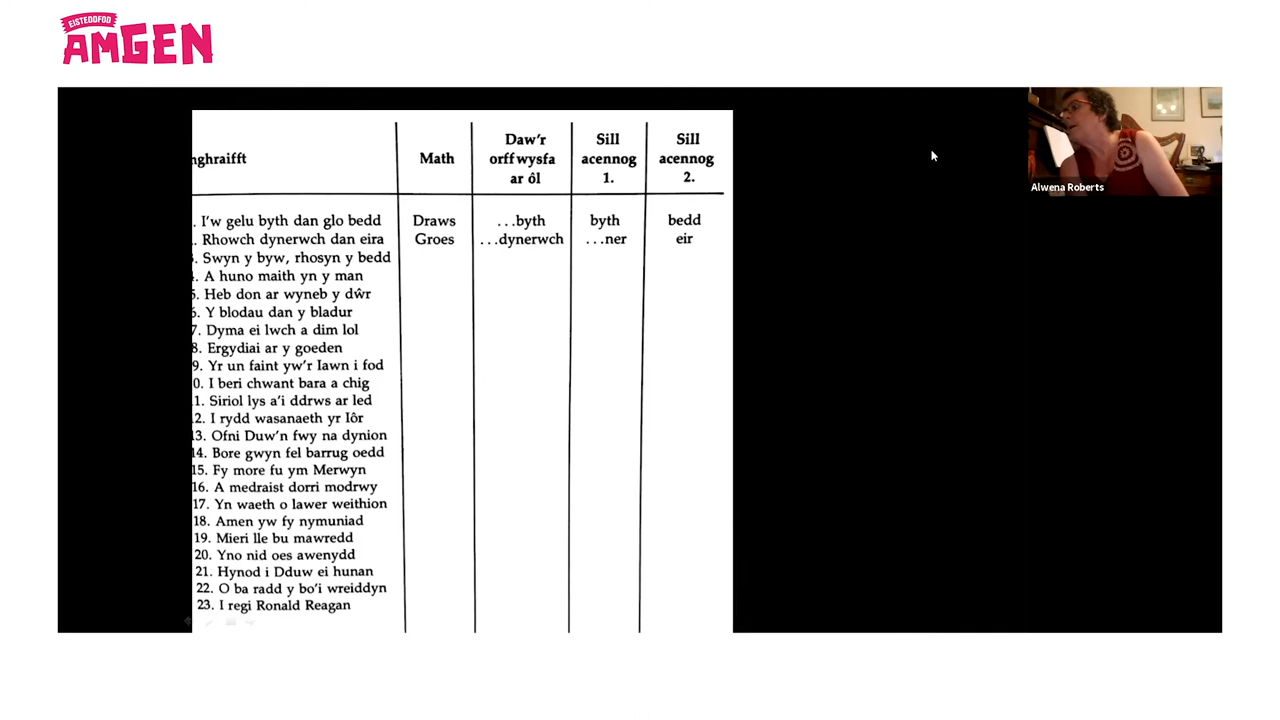 EISTEDDFOD
AMGEN
nghraifft Math Daw'r orffwysfa ar ôl Sill acennog 1. Sill acennog 2.
. I'w gelu byth dan glo bedd Draws ...byth byth bedd
. Rhowch dynerwch dan eira Groes ...dynerwch ...ner eir
3. Swyn y byw, rhosyn y bedd
4. A huno maith yn y man
5. Heb don ar wyneb y dŵr
6. Y blodau dan y bladur
7. Dyma ei lwch a dim lol
8. Ergydiai ar y goeden
9. Yr un faint yw'r Iawn i fod
0. I beri chwant bara a chig
1. Siriol lys a'i ddrws ar led
12. I rydd wasanaeth yr Iôr
13. Ofni Duw'n fwy na dynion
14. Bore gwyn fel barrug oedd
15. Fy more fu ym Merwyn
16. A medraist dorri modrwy
17. Yn waeth o lawer weithion
18. Amen yw fy nymuniad
19. Mieri lle bu mawredd
20. Yno nid oes awenydd
21. Hynod i Dduw ei hunan
22. O ba radd y bo'i wreiddyn
23. I regi Ronald Reagan
Alwena Roberts